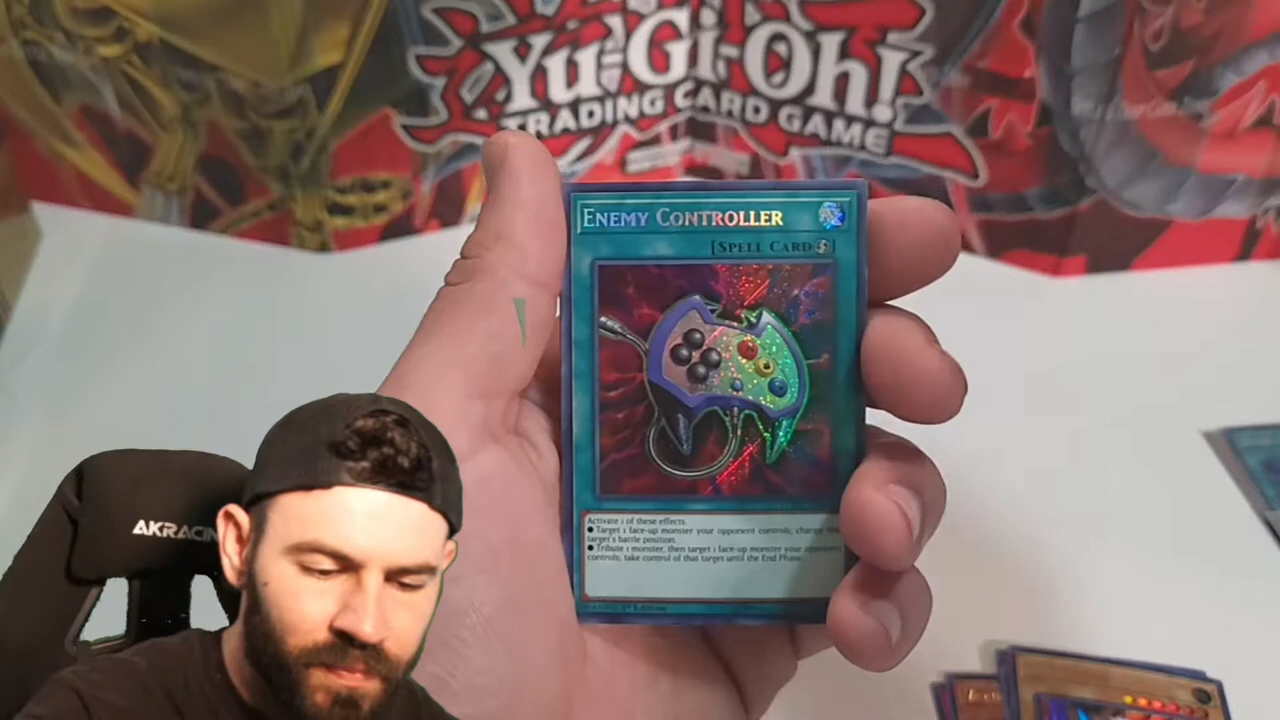 Yu-Gi-Oh!
TRADING CARD GAME
ENEMY CONTROLLER
[SPELL CARD]
Activate 1 of these effects.
● Target 1 face-up monster your opponent controls; change
target's battle position.
● Tribute 1 monster, then target 1 face-up monster your opponent
controls; take control of that target until the End Phase.
1st Edition
AKRACIN